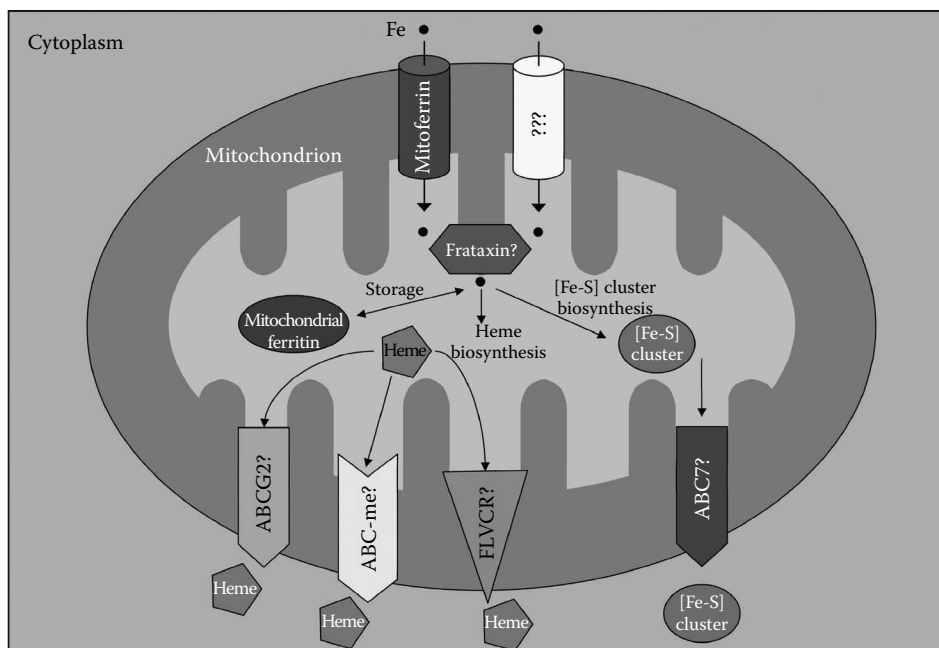 Cytoplasm
Fe
Mitochondrion
Mitoferrin
???
Frataxin?
Storage
[Fe-S] cluster
biosynthesis
Mitochondrial
ferritin
Heme
biosynthesis
[Fe-S]
cluster
Heme
ABCG2?
ABC-me?
FLVCR?
ABC7?
Heme
Heme
Heme
[Fe-S]
cluster